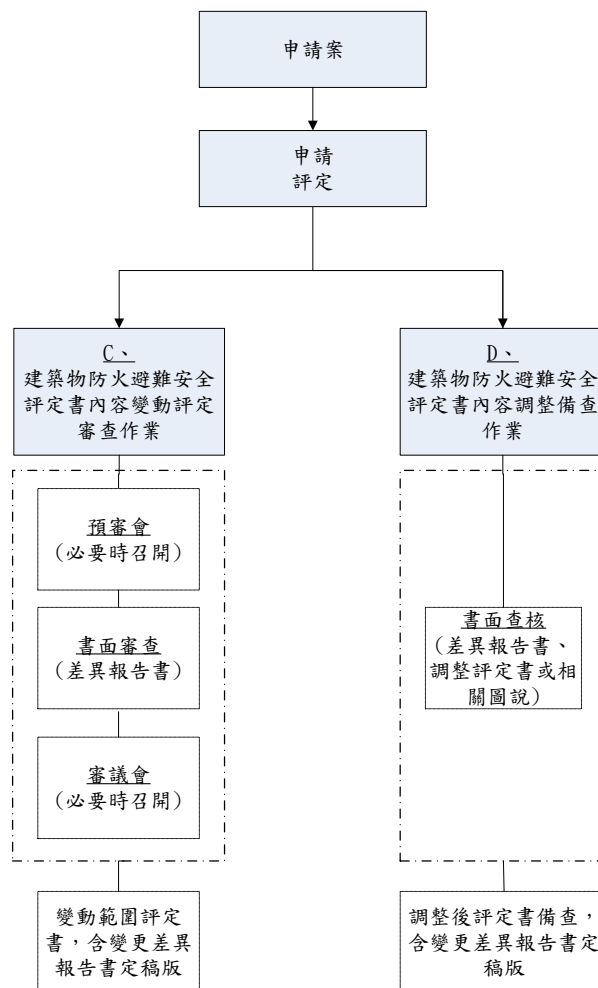 申請案
申請
評定
C、
建築物防火避難安全
評定書內容變動評定
審查作業
預審會
(必要時召開)
書面審查
(差異報告書)
審議會
(必要時召開)
變動範圍評定
書，含變更差異
報告書定稿版
D、
建築物防火避難安全
評定書內容調整備查
作業
書面查核
(差異報告書、
調整評定書或相
關圖說)
調整後評定書備查，
含變更差異報告書定
稿版